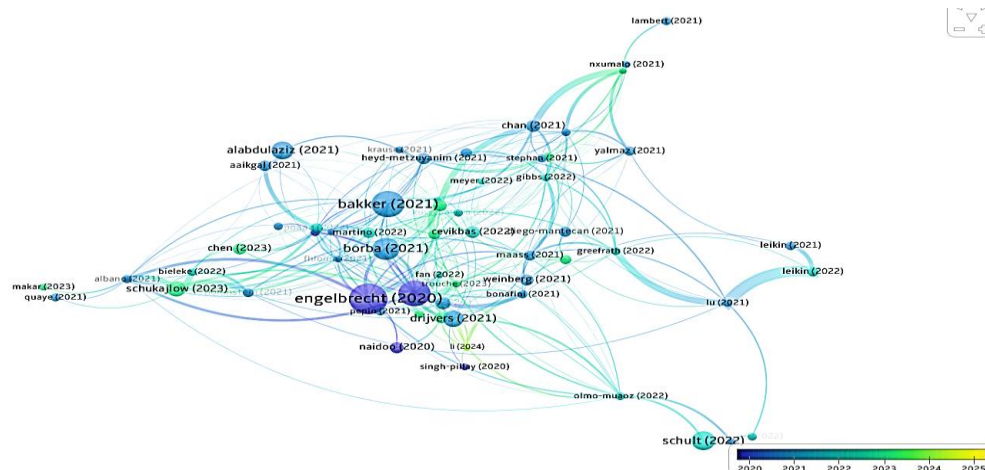 lambert (2021)
nxumalo (2021)
chan (2021)
alabdulaziz (2021)
krause (2021)
heyd-metzuyanim (2021)
stephan (2021)
yalmaz (2021)
aaikgal (2021)
gibbs (2022)
meyer (2022)
bakker (2021)
martino (2022)
cevikbas (2022)
diego-mantecan (2021)
chen (2023)
borba (2021)
maass (2021)
greefrath (2022)
leikin (2021)
bieleke (2022)
fan (2022)
leikin (2022)
albano (2021)
weinberg (2021)
trouche (2023)
makar (2023)
schukajlow (2023)
quaye (2021)
engelbrecht (2020)
bonafini (2021)
lu (2021)
pepin (2021)
drijvers (2021)
naidoo (2020)
li (2024)
singh-pillay (2020)
olmo-muaoz (2022)
schult (2022)
2020 2021 2022 2023 2024 2025